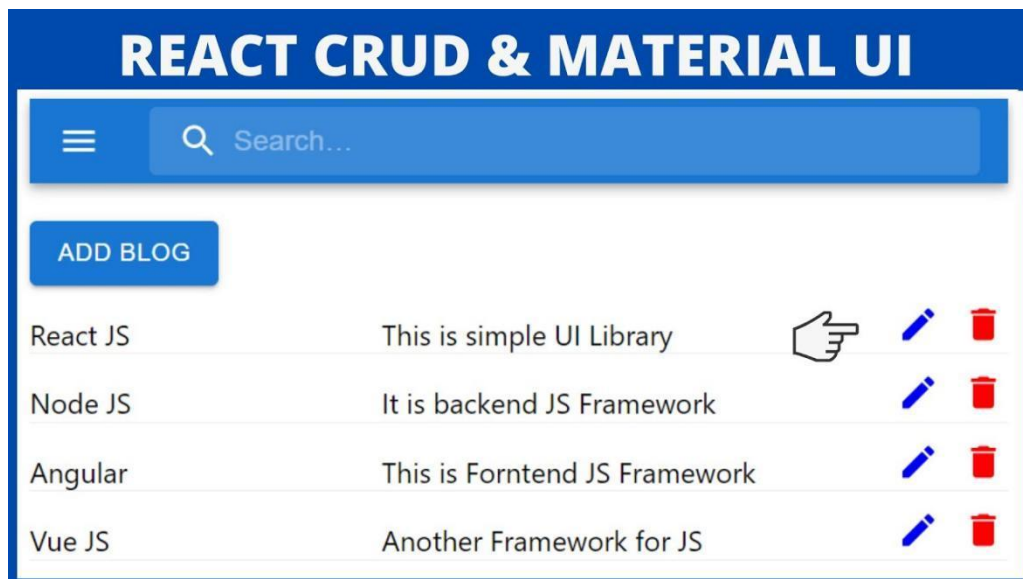 REACT CRUD & MATERIAL UI
Search...
ADD BLOG
React JS This is simple UI Library
Node JS It is backend JS Framework
Angular This is Forntend JS Framework
Vue JS Another Framework for JS